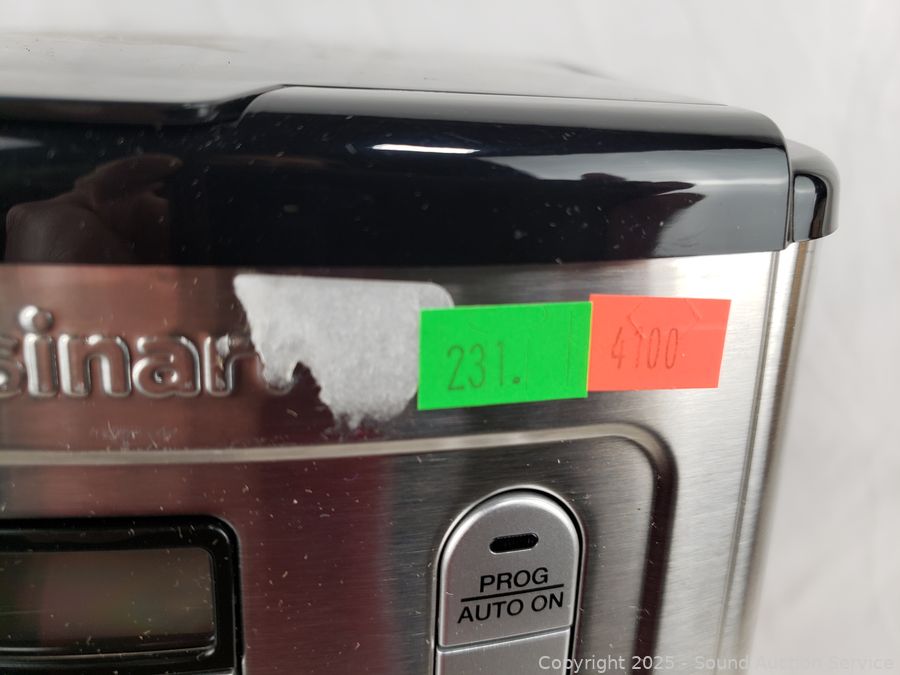 sinar
231.
4100
PROG
AUTO ON
Copyright 2025 - Sound Auction Service